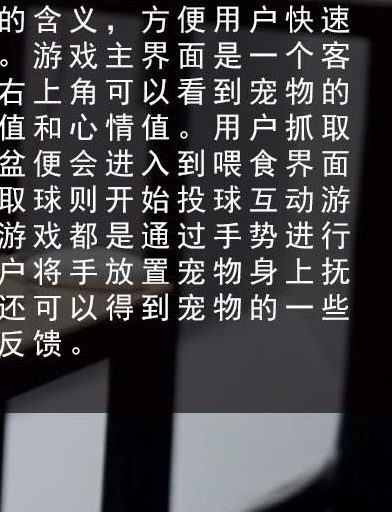 的含义，方便用户快速
。游戏主界面是一个客
右上角可以看到宠物的
值和心情值。用户抓取
盆便会进入到喂食界面
取球则开始投球互动游
游戏都是通过手势进行
户将手放置宠物身上抚
还可以得到宠物的一些
反馈。